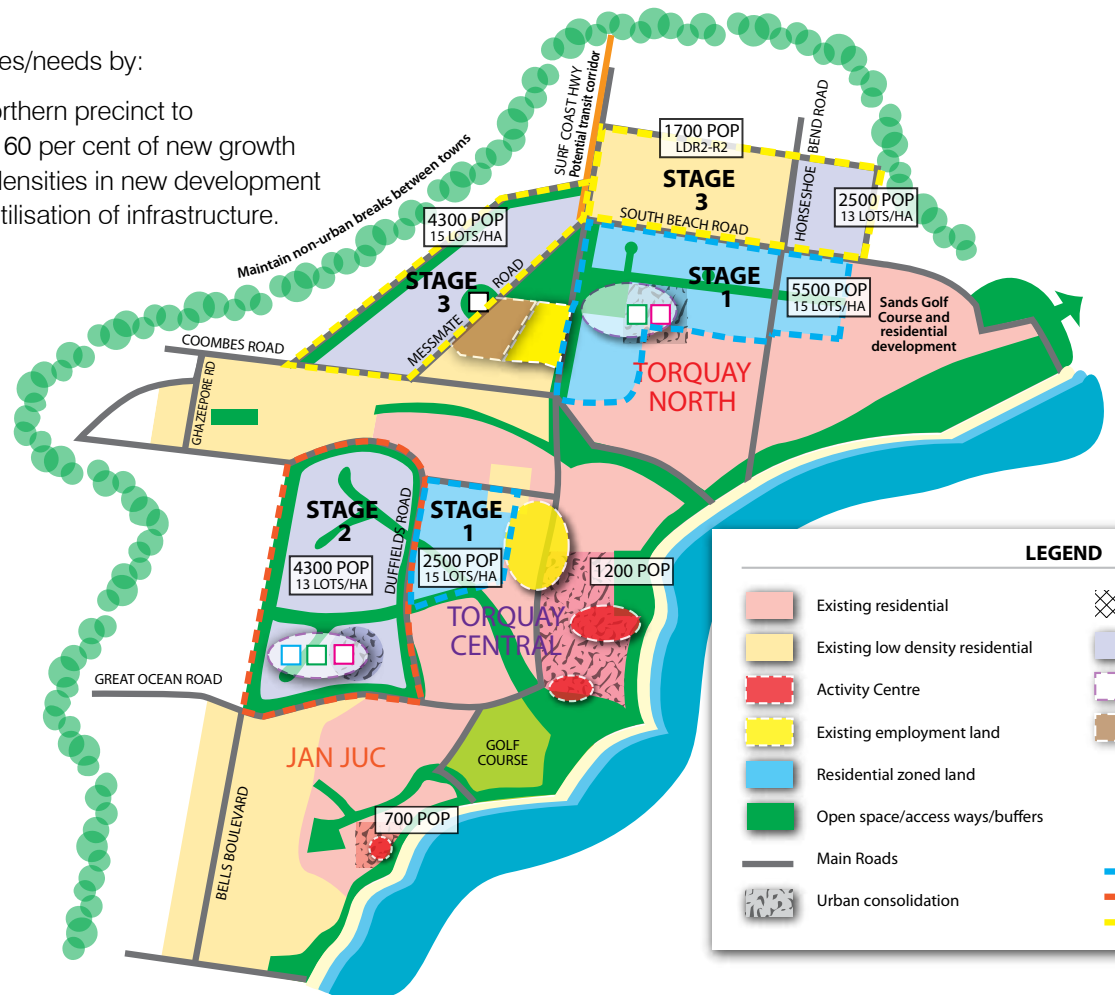 es/needs by:
rthern precinct to
60 per cent of new growth
densities in new development
tilisation of infrastructure.
Maintain non-urban breaks between towns
SURF COAST HWY
Potential transit corridor
1700 POP
LDR2-R2
STAGE
3
SOUTH BEACH ROAD
HORSESHOE BEND ROAD
2500 POP
13 LOTS/HA
4300 POP
15 LOTS/HA
STAGE
3
MESSMATE ROAD
STAGE
1
5500 POP
15 LOTS/HA
Sands Golf
Course and
residential
development
COOMBES ROAD
GHAZEEPORE RD
TORQUAY
NORTH
STAGE
2
4300 POP
13 LOTS/HA
DUFFIELDS ROAD
STAGE
1
2500 POP
15 LOTS/HA
1200 POP
TORQUAY
CENTRAL
GREAT OCEAN ROAD
JAN JUC
GOLF
COURSE
BELLS BOULEVARD
700 POP
LEGEND
Existing residential
Existing low density residential
Activity Centre
Existing employment land
Residential zoned land
Open space/access ways/buffers
Main Roads
Urban consolidation